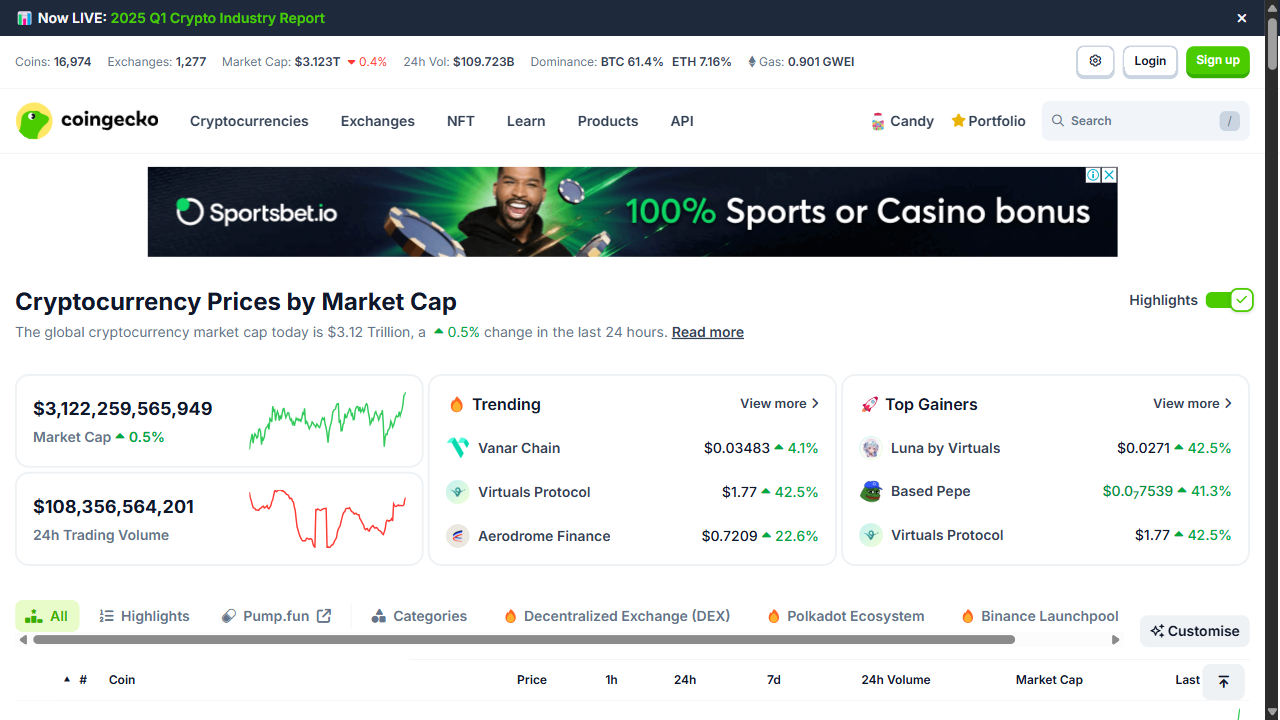 Now LIVE: 2025 Q1 Crypto Industry Report
Coins: 16,974 Exchanges: 1,277 Market Cap: $3.123T 0.4% 24h Vol: $109.723B Dominance: BTC 61.4% ETH 7.16% Gas: 0.901 GWEI Login Sign up
coingecko Cryptocurrencies Exchanges NFT Learn Products API Candy Portfolio Search /
Sportsbet.io 100% Sports or Casino bonus
Cryptocurrency Prices by Market Cap Highlights
The global cryptocurrency market cap today is $3.12 Trillion, a 0.5% change in the last 24 hours. Read more
$3,122,259,565,949
Market Cap 0.5%
$108,356,564,201
24h Trading Volume
Trending View more
Vanar Chain $0.03483 4.1%
Virtuals Protocol $1.77 42.5%
Aerodrome Finance $0.7209 22.6%
Top Gainers View more
Luna by Virtuals $0.0271 42.5%
Based Pepe $0.0₇7539 41.3%
Virtuals Protocol $1.77 42.5%
All Highlights Pump.fun Categories Decentralized Exchange (DEX) Polkadot Ecosystem Binance Launchpool
Customise
# Coin Price 1h 24h 7d 24h Volume Market Cap Last